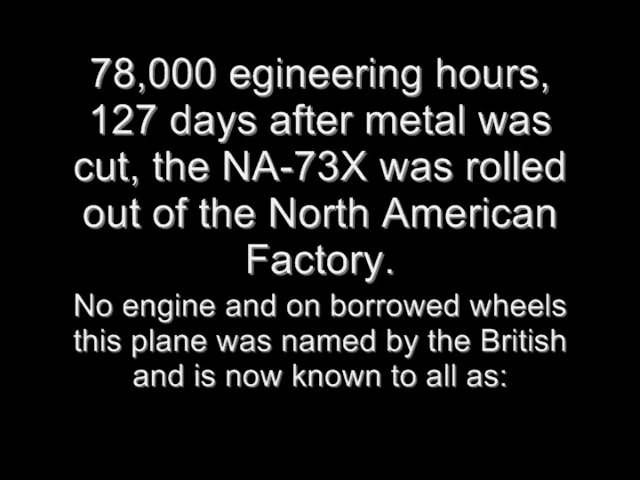 78,000 egineering hours,
127 days after metal was
cut, the NA-73X was rolled
out of the North American
Factory.
No engine and on borrowed wheels
this plane was named by the British
and is now known to all as: